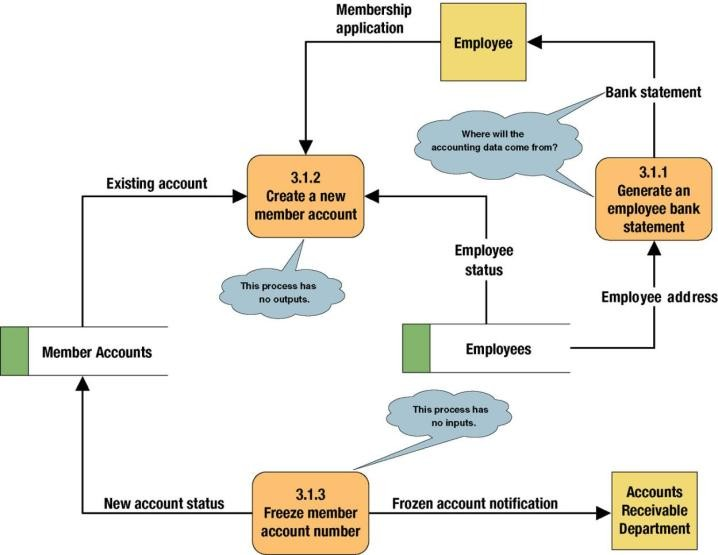 Membership
application
Employee
Bank statement
Where will the
accounting data come from?
3.1.2
Create a new
member account
3.1.1
Generate an
employee bank
statement
Existing account
Employee
status
This process has
no outputs.
Employee address
Member Accounts
Employees
This process has
no inputs.
New account status
3.1.3
Freeze member
account number
Frozen account notification
Accounts
Receivable
Department